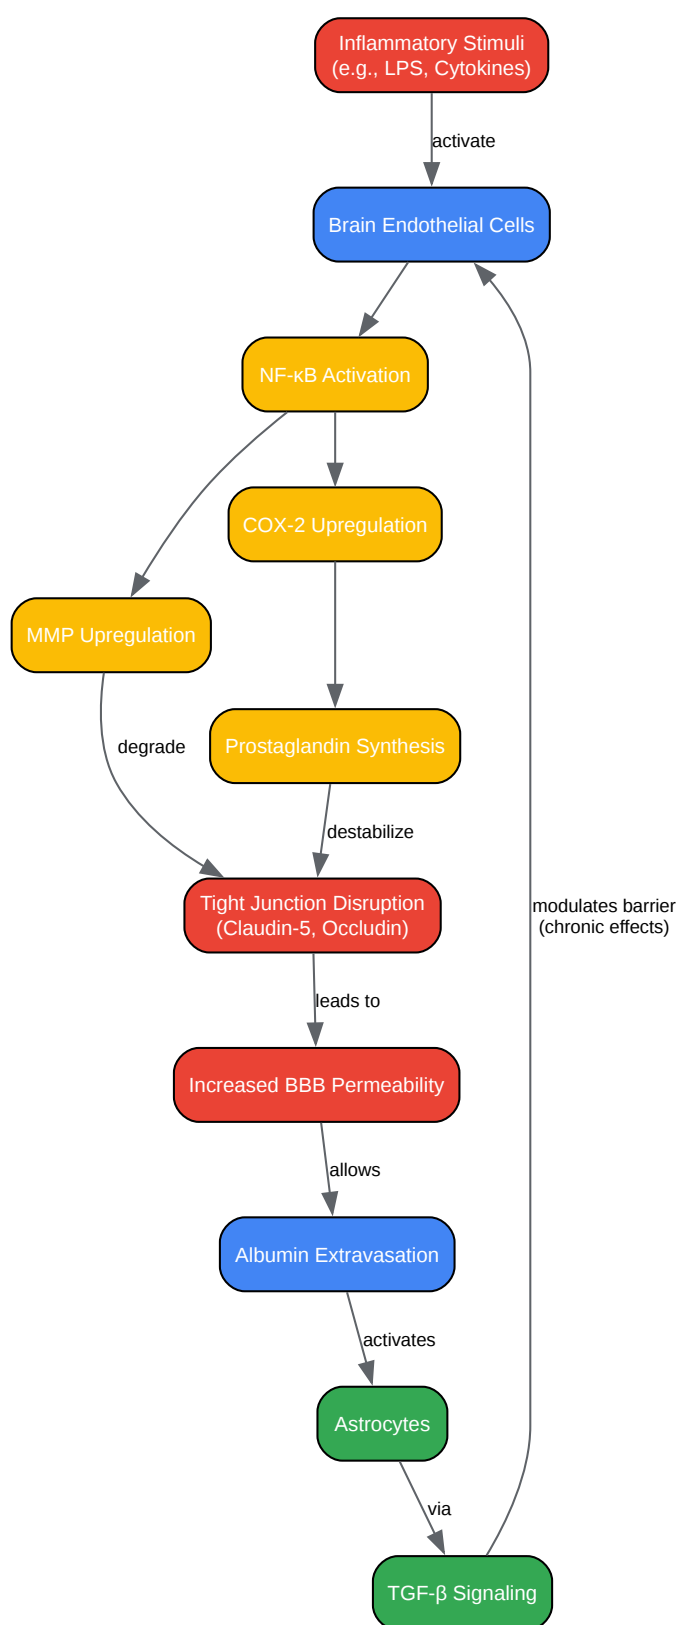 Inflammatory Stimuli
(e.g., LPS, Cytokines)
activate
Brain Endothelial Cells
NF-κB Activation
COX-2 Upregulation
MMP Upregulation
degrade
Prostaglandin Synthesis
destabilize
Tight Junction Disruption
(Claudin-5, Occludin)
modulates barrier
(chronic effects)
leads to
Increased BBB Permeability
allows
Albumin Extravasation
activates
Astrocytes
via
TGF-β Signaling